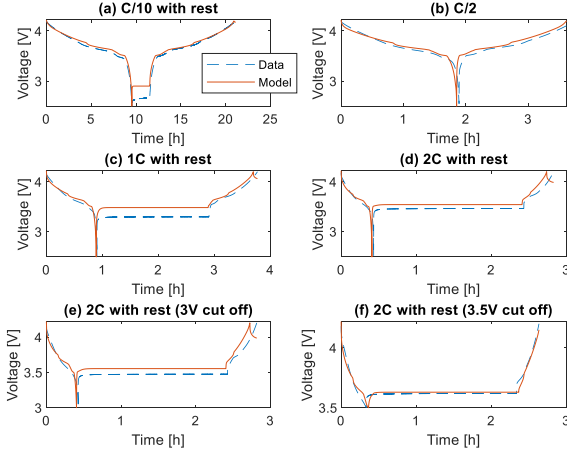 (a) C/10 with rest
Voltage [V]
4
3
0 5 10 15 20 25
Time [h]
Data
Model
(b) C/2
Voltage [V]
4
3
0 1 2 3
Time [h]
(c) 1C with rest
Voltage [V]
4
3
0 1 2 3 4
Time [h]
(d) 2C with rest
Voltage [V]
4
3
0 1 2 3
Time [h]
(e) 2C with rest (3V cut off)
Voltage [V]
4
3.5
3
0 1 2 3
Time [h]
(f) 2C with rest (3.5V cut off)
Voltage [V]
4
3.5
0 1 2 3
Time [h]